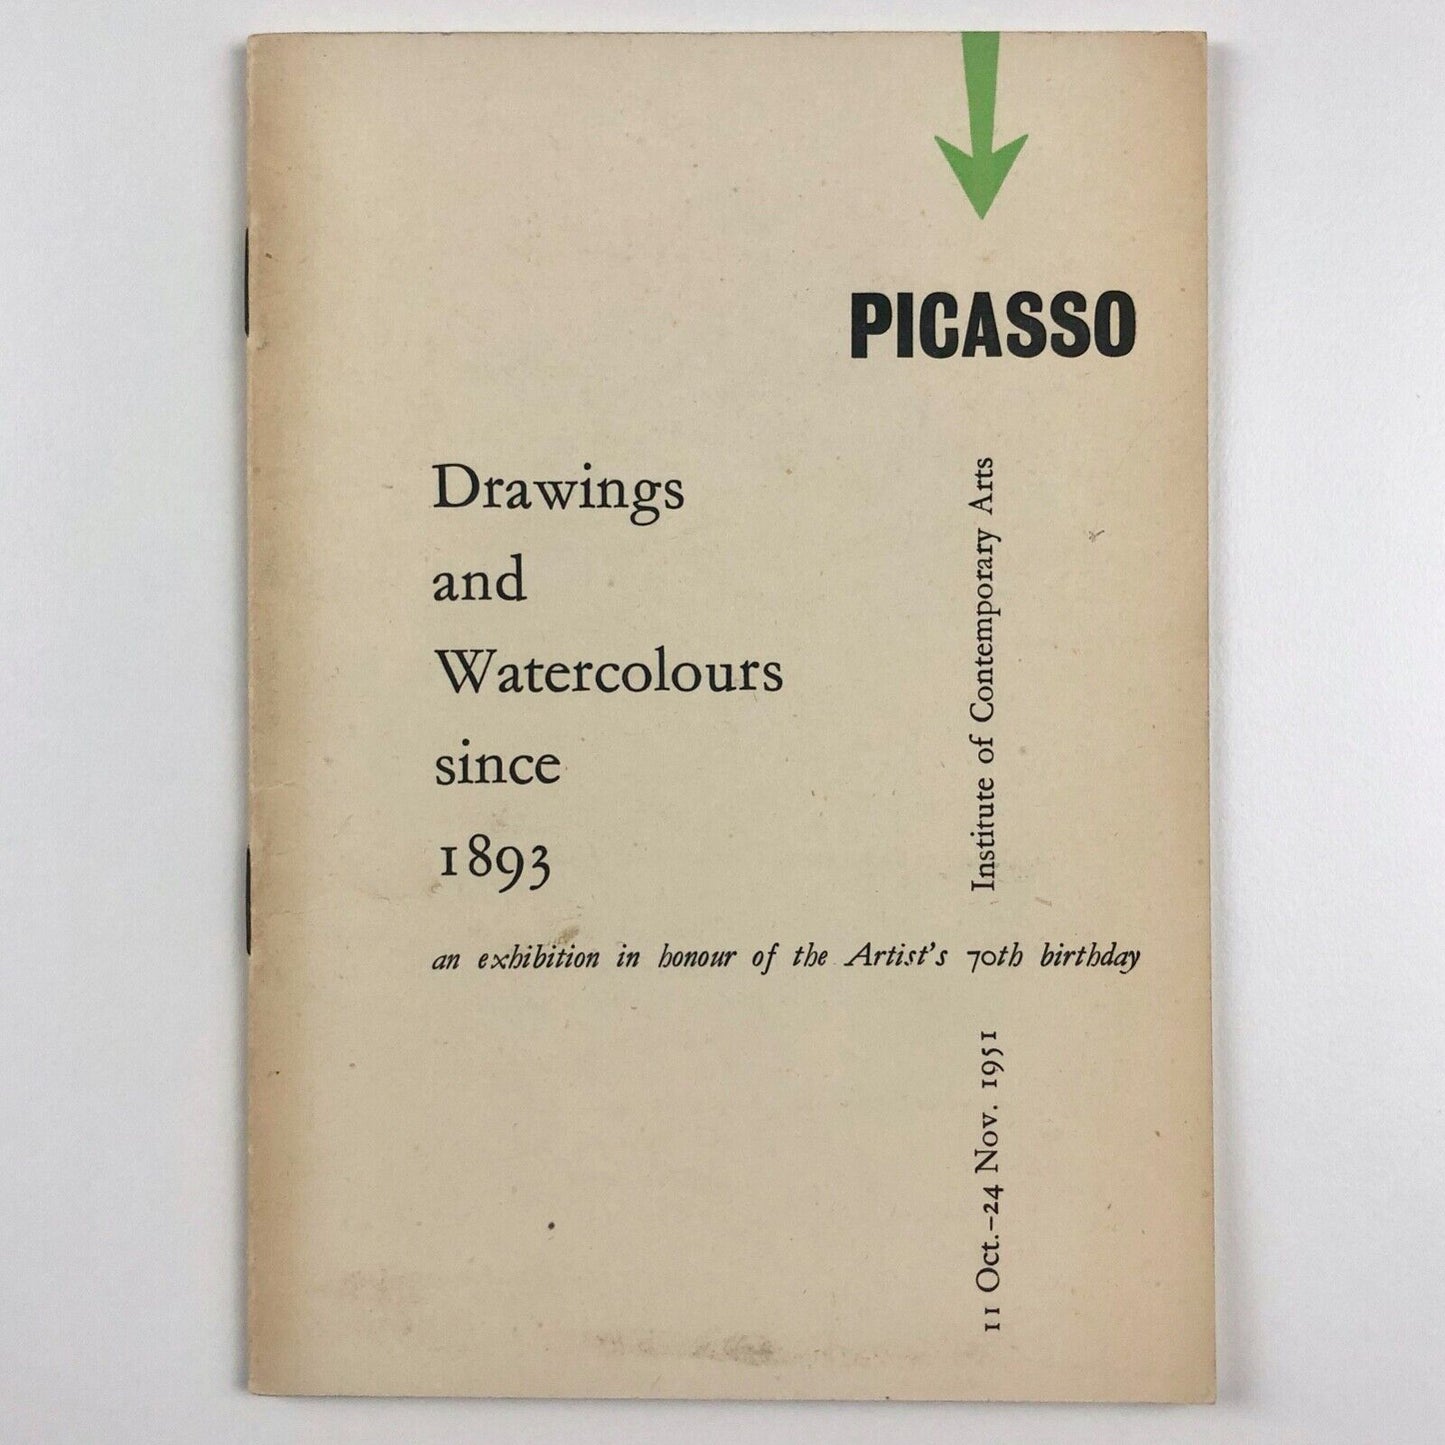 PICASSO
Drawings
and
Watercolours
since
1893
Institute of Contemporary Arts
an exhibition in honour of the Artist's 70th birthday
11 Oct.–24 Nov. 1951